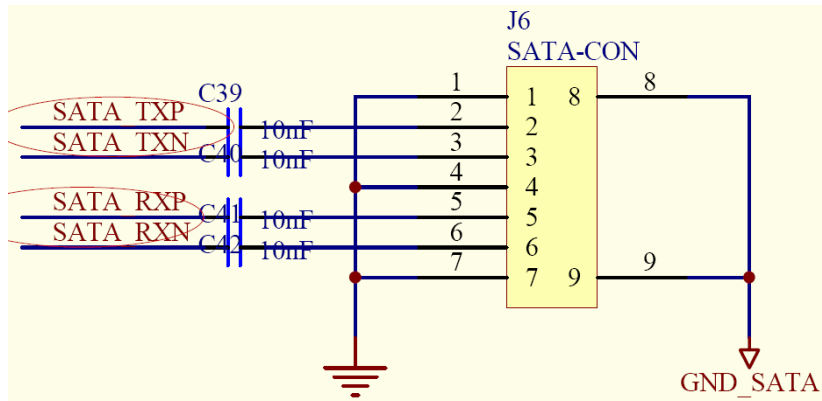 J6
SATA-CON
C39
SATA_TXP
10nF
SATA_TXN
C40
10nF
SATA_RXP
C41
10nF
SATA_RXN
C42
10nF
1 1 8 8
2 2
3 3
4 4
5 5
6 6
7 7 9 9
GND_SATA